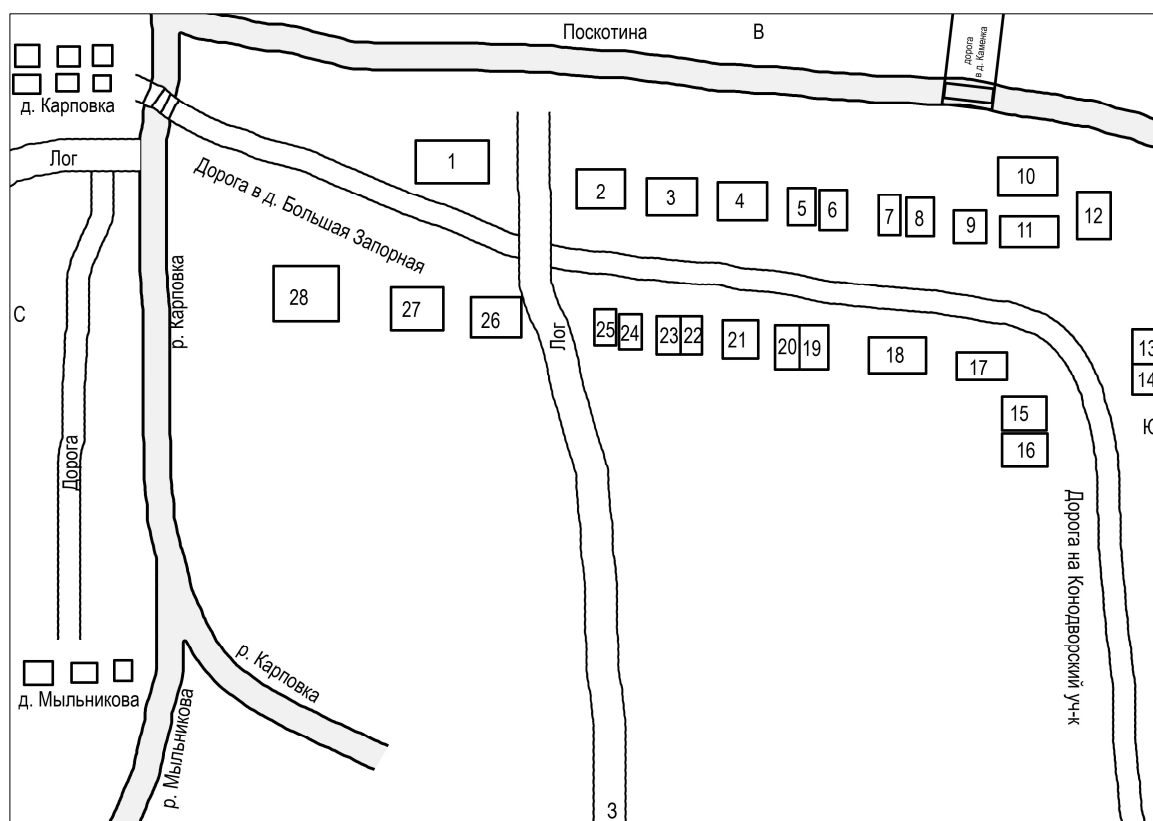 Поскотина
В
дорога
в д. Каменка
д. Карповка
Лог
Дорога в д. Большая Запорная
1
2
3
4
5
6
7
8
9
10
11
12
С
р. Карповка
28
27
26
Лог
25
24
23
22
21
20
19
18
17
13
14
15
16
Ю
Дорога
Дорога на Конодворский уч-к
р. Карповка
д. Мыльникова
р. Мыльникова
З